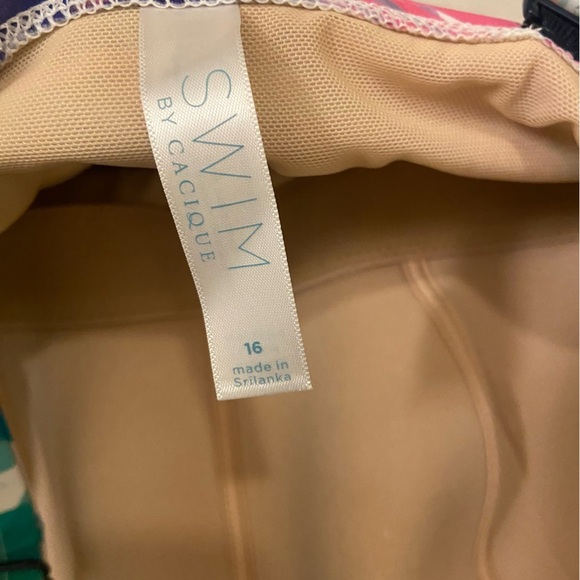 SWIM
BY CACIQUE
16
made in
Srilanka